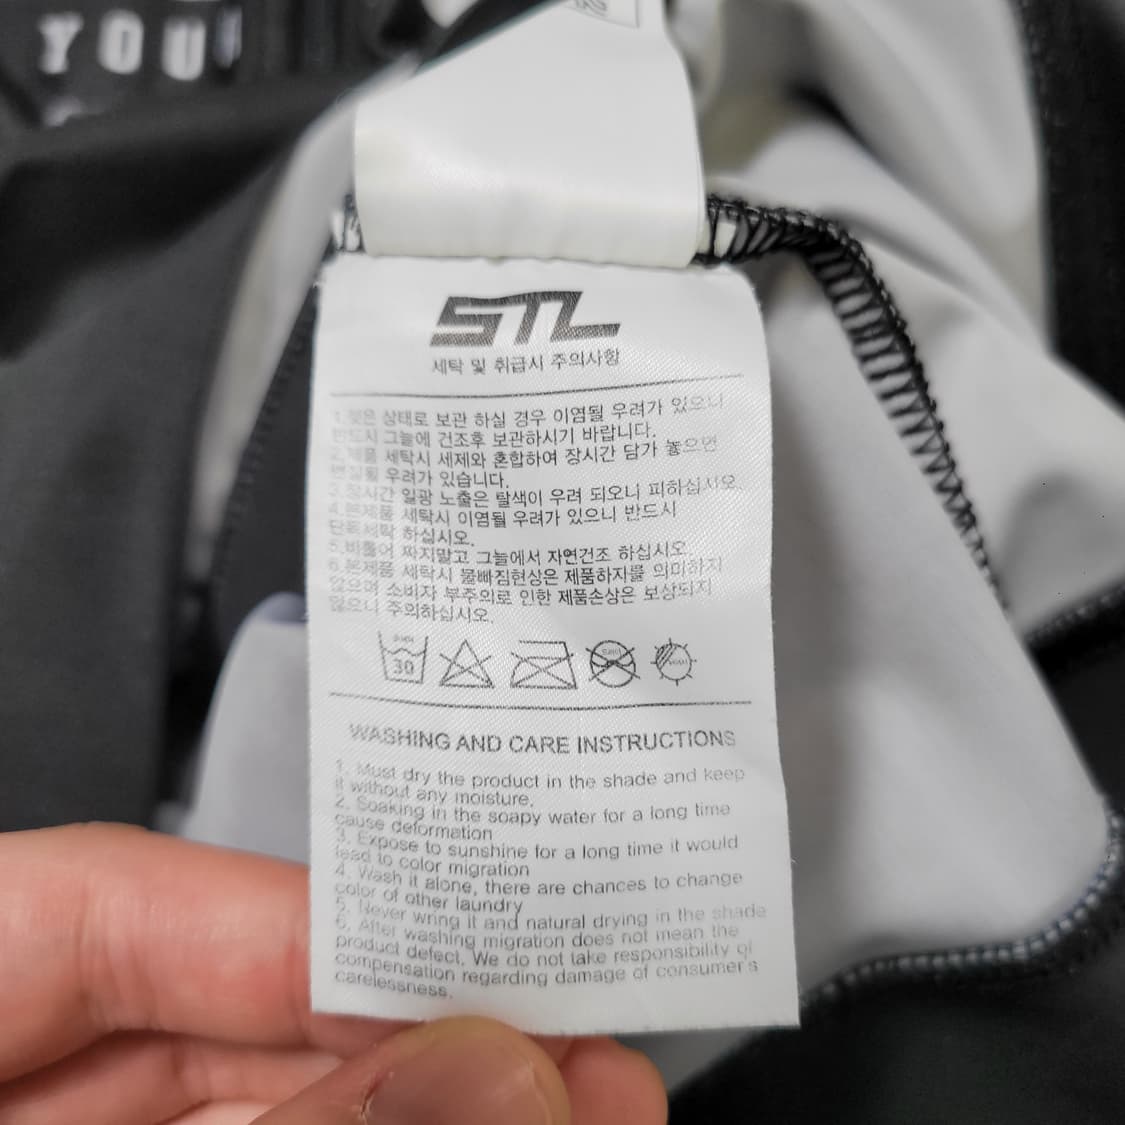 YOU
STL
세탁 및 취급시 주의사항
1.젖은 상태로 보관 하실 경우 이염될 우려가 있으니
반드시 그늘에 건조후 보관하시기 바랍니다.
2.제품 세탁시 세제와 혼합하여 장시간 담가 놓으면
변질될 우려가 있습니다.
3.장시간 일광 노출은 탈색이 우려 되오니 피하십시오.
4.본제품 세탁시 이염될 우려가 있으니 반드시
단독세탁 하십시오.
5.비틀어 짜지말고 그늘에서 자연건조 하십시오.
6.본제품 세탁시 물빠짐현상은 제품하자를 의미하지
않으며 소비자 부주의로 인한 제품손상은 보상되지
않으니 주의하십시오.
30
WASHING AND CARE INSTRUCTIONS
1. Must dry the product in the shade and keep
it without any moisture.
2. Soaking in the soapy water for a long time
cause deformation
3. Expose to sunshine for a long time it would
lead to color migration
4. Wash it alone, there are chances to change
color of other laundry
5. Never wring it and natural drying in the shade
6. After washing migration does not mean the
product defect. We do not take responsibility of
compensation regarding damage of consumer's
carelessness.